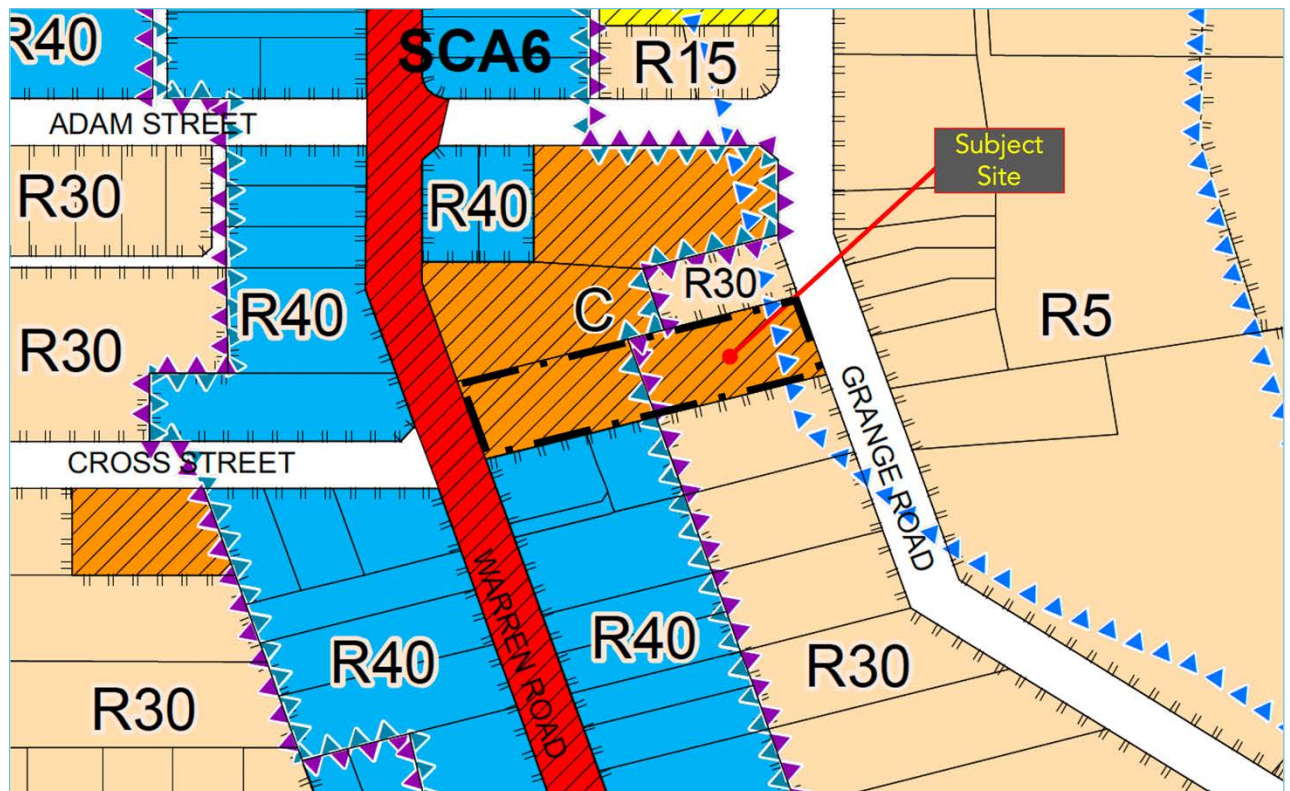 R40
SCA6
R15
ADAM STREET
Subject
Site
R30
R40
R30
C
R40
R5
R30
GRANGE ROAD
CROSS STREET
WARREN ROAD
R40
R40
R30
R30